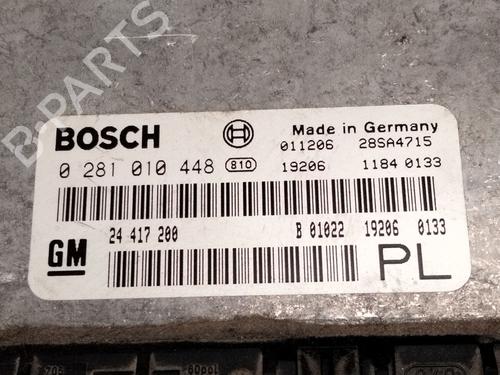 B-PARTS
BOSCH Made in Germany
011206 28SA4715
0 281 010 448 810 19206 1184 0133
24 417 200 B 01022 19206 0133
GM PL